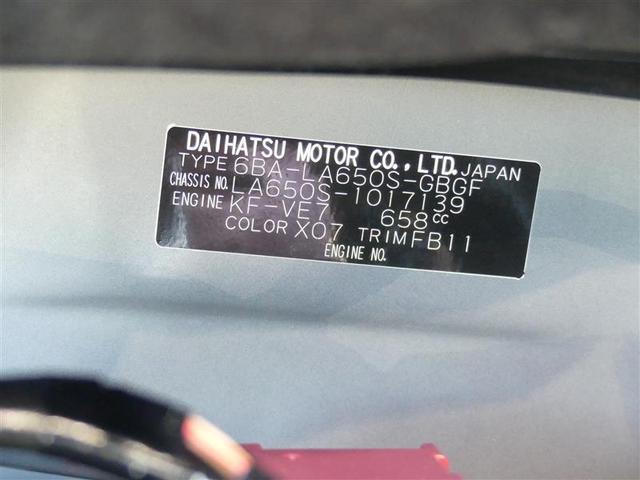 DAIHATSU MOTOR CO., LTD. JAPAN
TYPE 6BA-LA650S-GBGF
CHASSIS NO. LA650S-1017139
ENGINE KF-VE7 658cc
COLOR X07 TRIM FB11
ENGINE NO.